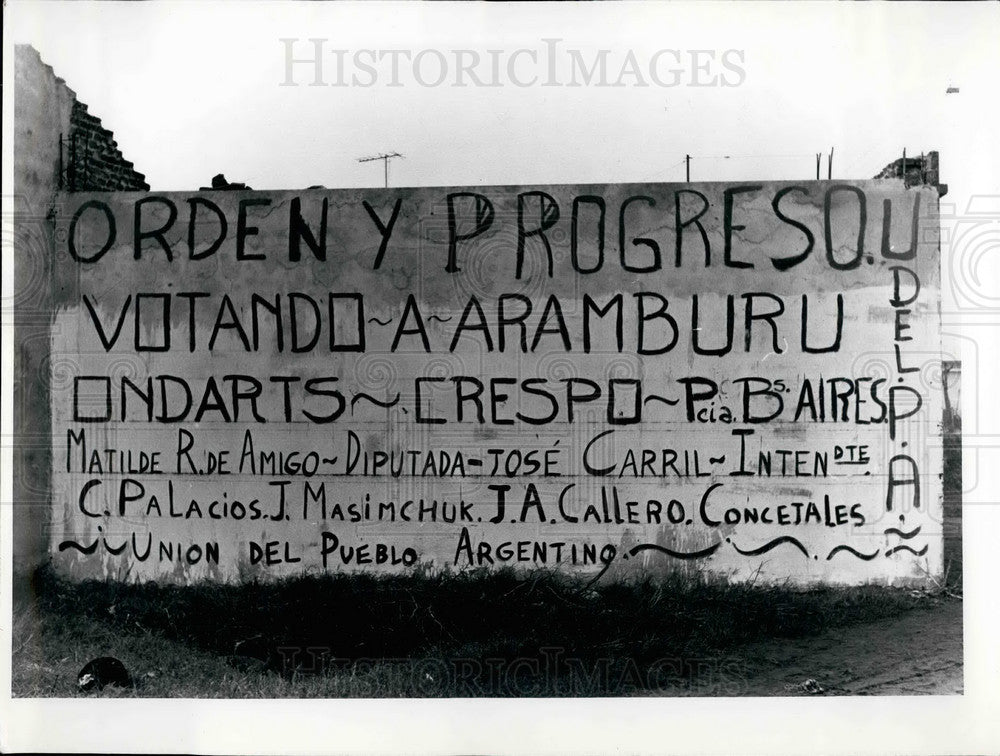 HISTORICIMAGES
ORDEN Y PROGRESO.
VOTANDO~A~ARAMBURU
ONDARTS~CRESPO~Pcia.Bs.AIRES
MATILDE R.DE AMIGO~DIPUTADA-JOSÉ CARRIL~INTENDTE.
C.PALACIOS.J.MASIMCHUK.J.A.CALLERO.CONCEJALES
~UNION DEL PUEBLO ARGENTINO.~~~
UDEL.P.A.~
HISTORICIMAGES